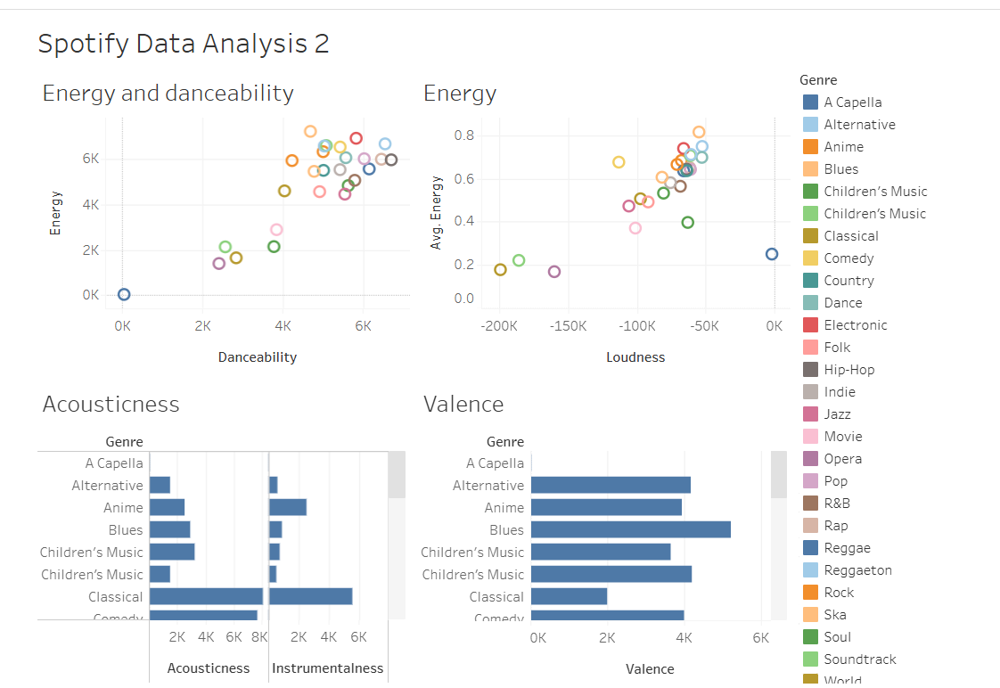 Spotify Data Analysis 2
Energy and danceability
Energy
6K
4K
2K
0K
0K
2K
4K
6K
Danceability
Energy
Avg. Energy
0.8
0.6
0.4
0.2
0.0
-200K
-150K
-100K
-50K
0K
Loudness
Genre
A Capella
Alternative
Anime
Blues
Children's Music
Children’s Music
Classical
Comedy
Country
Dance
Electronic
Folk
Hip-Hop
Indie
Jazz
Movie
Opera
Pop
R&B
Rap
Reggae
Reggaeton
Rock
Ska
Soul
Soundtrack
World
Acousticness
Genre
A Capella
Alternative
Anime
Blues
Children's Music
Children’s Music
Classical
Comedy
2K
4K
6K
8K
2K
4K
6K
Acousticness
Instrumentalness
Valence
Genre
A Capella
Alternative
Anime
Blues
Children's Music
Children’s Music
Classical
Comedy
0K
2K
4K
6K
Valence